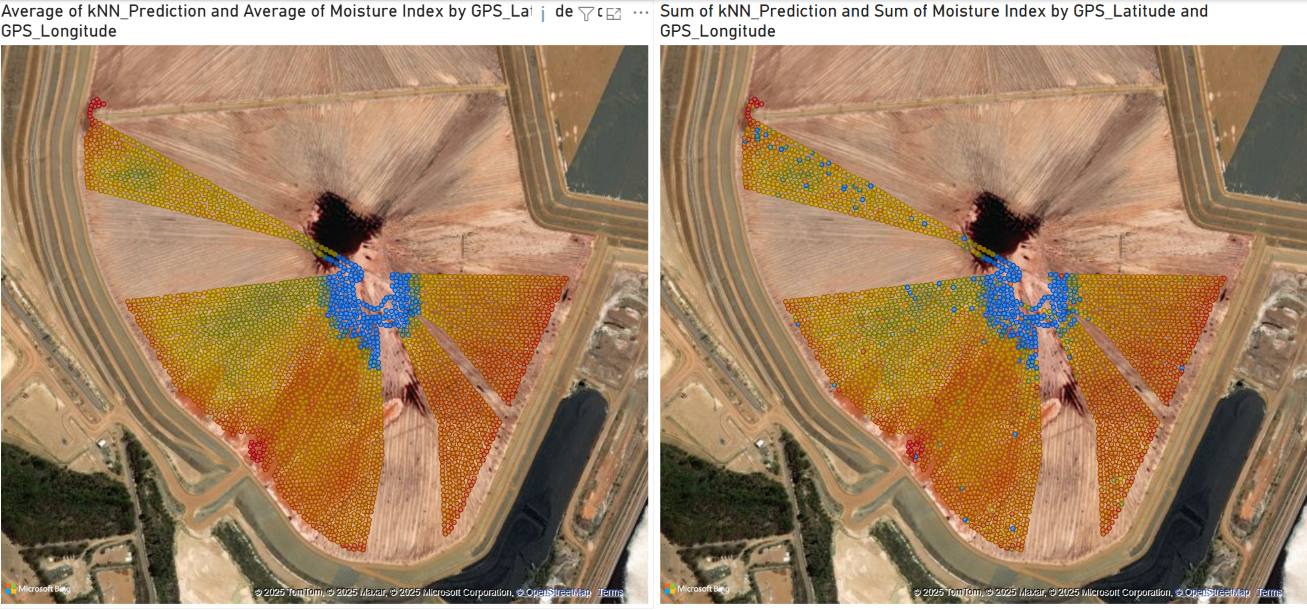 Average of kNN_Prediction and Average of Moisture Index by GPS_Lat de
GPS_Longitude
Sum of kNN_Prediction and Sum of Moisture Index by GPS_Latitude and
GPS_Longitude
Microsoft Bing
© 2025 TomTom, © 2025 Maxar, © 2025 Microsoft Corporation, © OpenStreetMap Terms
Microsoft Bing
© 2025 TomTom, © 2025 Maxar, © 2025 Microsoft Corporation, © OpenStreetMap Terms